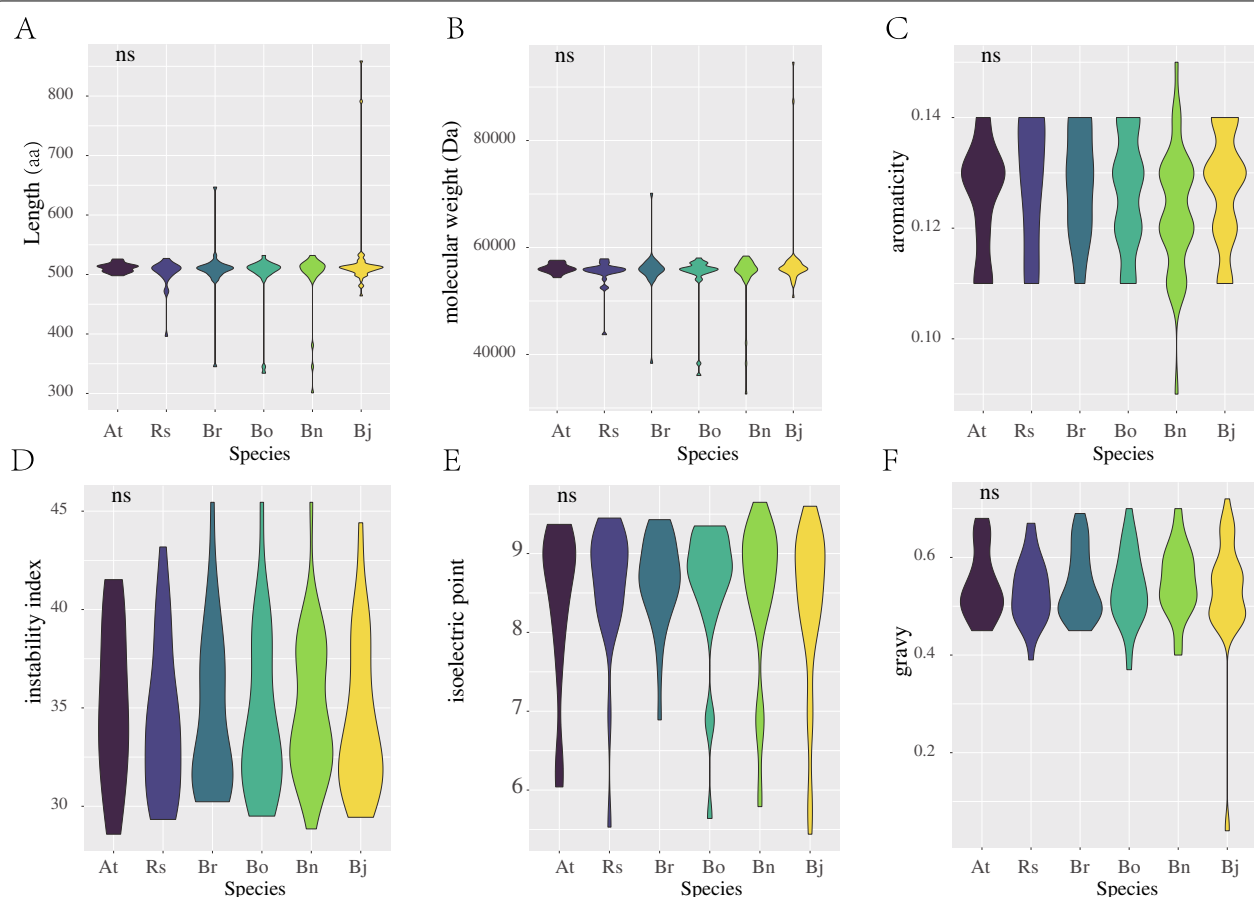 A
ns
Length (aa)
800
700
600
500
400
300
At Rs Br Bo Bn Bj
Species
B
ns
molecular weight (Da)
80000
60000
40000
At Rs Br Bo Bn Bj
Species
C
ns
aromaticity
0.14
0.12
0.10
At Rs Br Bo Bn Bj
Species
D
ns
instability index
45
40
35
30
At Rs Br Bo Bn Bj
Species
E
ns
isoelectric point
9
8
7
6
At Rs Br Bo Bn Bj
Species
F
ns
gravy
0.6
0.4
0.2
At Rs Br Bo Bn Bj
Species